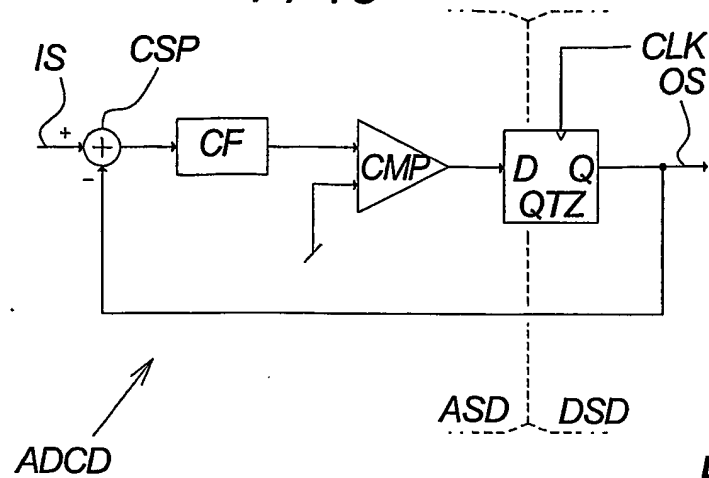 IS
CSP
CLK
OS
+
+
-
CF
CMP
D Q
QTZ
ASD
DSD
ADCD